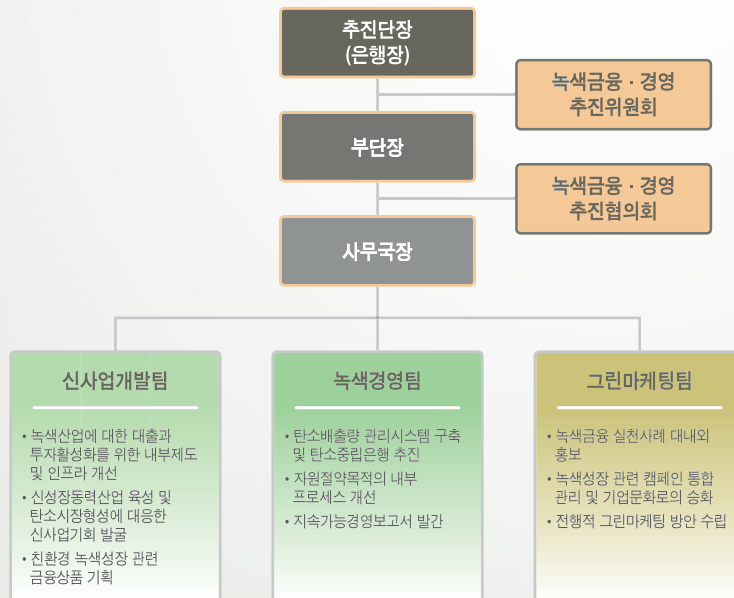 추진단장
(은행장)
녹색금융 · 경영
추진위원회
부단장
녹색금융 · 경영
추진협의회
사무국장
신사업개발팀
• 녹색산업에 대한 대출과
투자활성화를 위한 내부제도
및 인프라 개선
• 신성장동력산업 육성 및
탄소시장형성에 대응한
신사업기회 발굴
• 친환경 녹색성장 관련
금융상품 기획
녹색경영팀
• 탄소배출량 관리시스템 구축
및 탄소중립은행 추진
• 자원절약목적의 내부
프로세스 개선
• 지속가능경영보고서 발간
그린마케팅팀
• 녹색금융 실천사례 대내외
홍보
• 녹색성장 관련 캠페인 통합
관리 및 기업문화로의 승화
• 전행적 그린마케팅 방안 수립